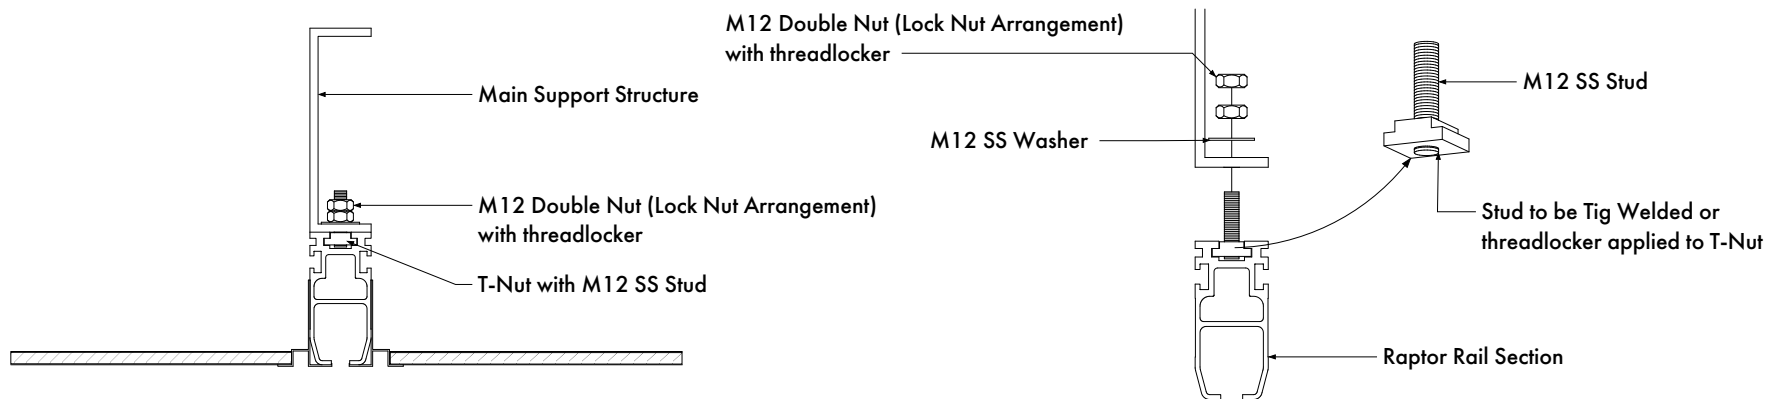 Main Support Structure
M12 Double Nut (Lock Nut Arrangement)
with threadlocker
T-Nut with M12 SS Stud
M12 Double Nut (Lock Nut Arrangement)
with threadlocker
M12 SS Washer
M12 SS Stud
Stud to be Tig Welded or
threadlocker applied to T-Nut
Raptor Rail Section